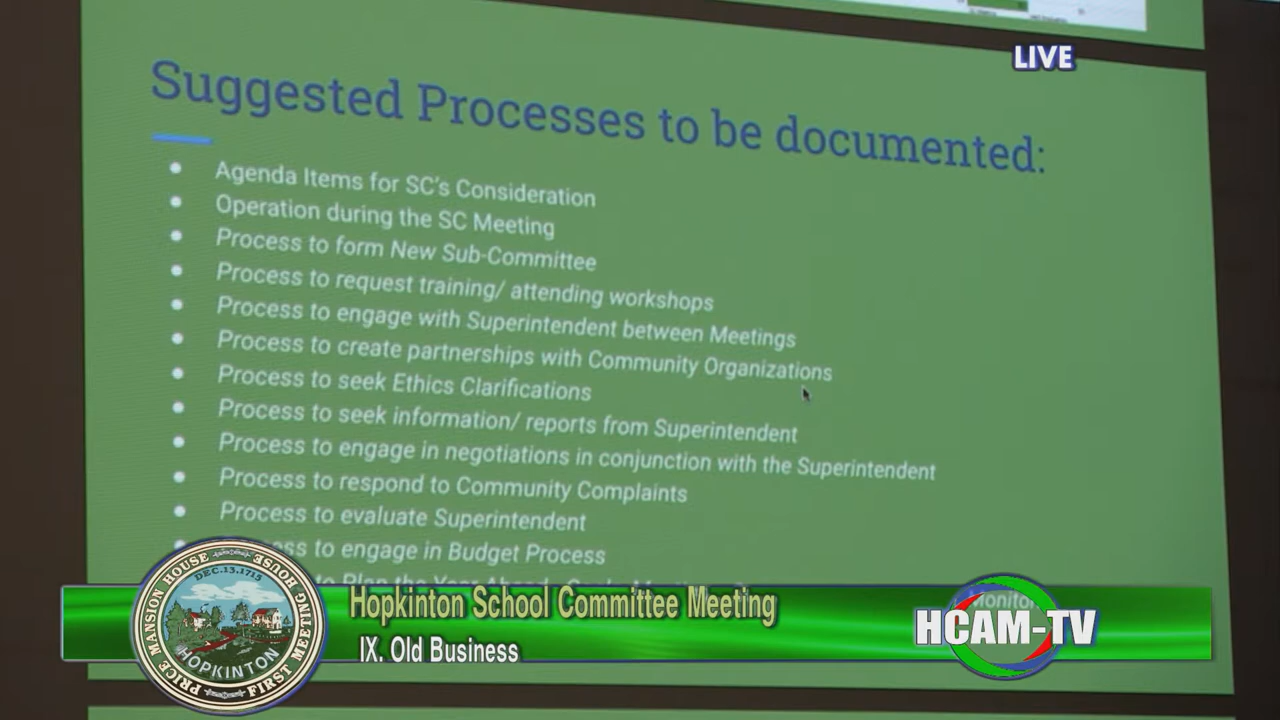 LIVE
Suggested Processes to be documented:
Agenda Items for SC's Consideration
Operation during the SC Meeting
Process to form New Sub-Committee
Process to request training/ attending workshops
Process to engage with Superintendent between Meetings
Process to create partnerships with Community Organizations
Process to seek Ethics Clarifications
Process to seek information/ reports from Superintendent
Process to engage in negotiations in conjunction with the Superintendent
Process to respond to Community Complaints
Process to evaluate Superintendent
to engage in Budget Process
to Plan the Year Ahead
Hopkinton School Committee Meeting
IX. Old Business
PRICE MANSION HOUSE
FIRST MEETING HOUSE
DEC.13.1715
HOPKINTON
HCAM-TV